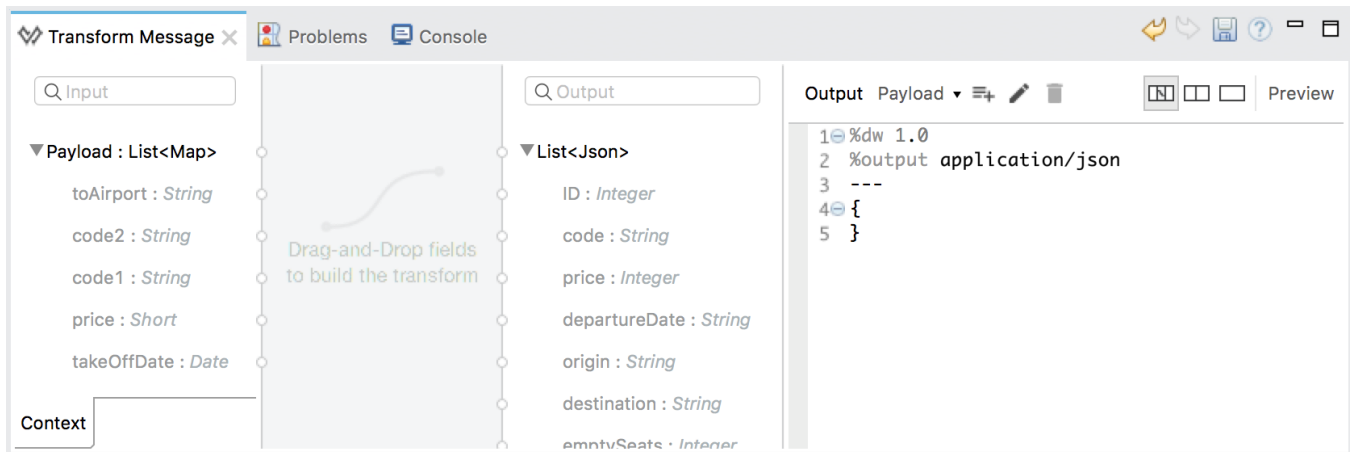 Transform Message
Problems
Console
Input
Payload : List<Map>
toAirport : String
code2 : String
code1 : String
price : Short
takeOffDate : Date
Context
Drag-and-Drop fields
to build the transform
Output
List<Json>
ID : Integer
code : String
price : Integer
departureDate : String
origin : String
destination : String
emptySeats : Integer
Output Payload Preview
1 %dw 1.0
2 %output application/json
3 ---
4 {
5 }